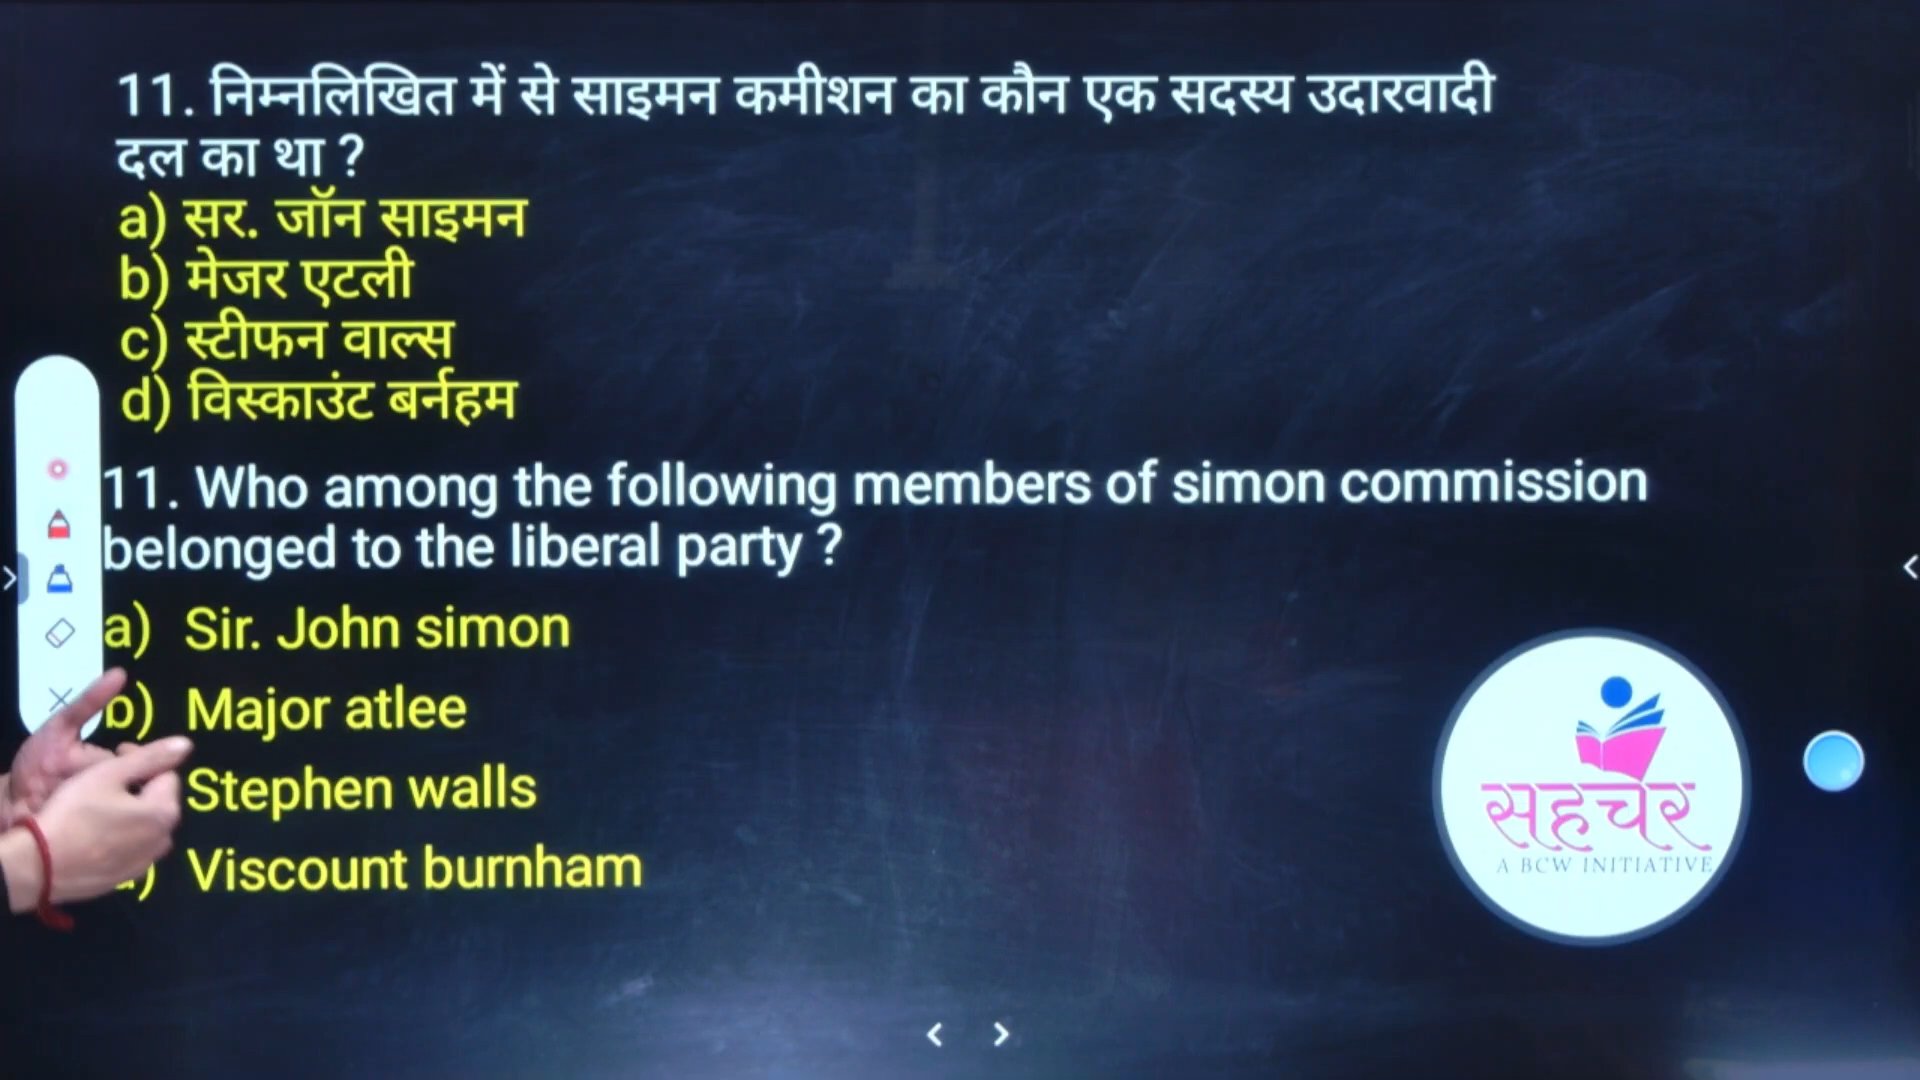 11. निम्नलिखित में से साइमन कमीशन का कौन एक सदस्य उदारवादी
दल का था ?
a) सर. जॉन साइमन
b) मेजर एटली
c) स्टीफन वाल्स
d) विस्काउंट बर्नहम
11. Who among the following members of simon commission
belonged to the liberal party ?
a) Sir. John simon
b) Major atlee
Stephen walls
Viscount burnham
सहचर
A BCW INITIATIVE